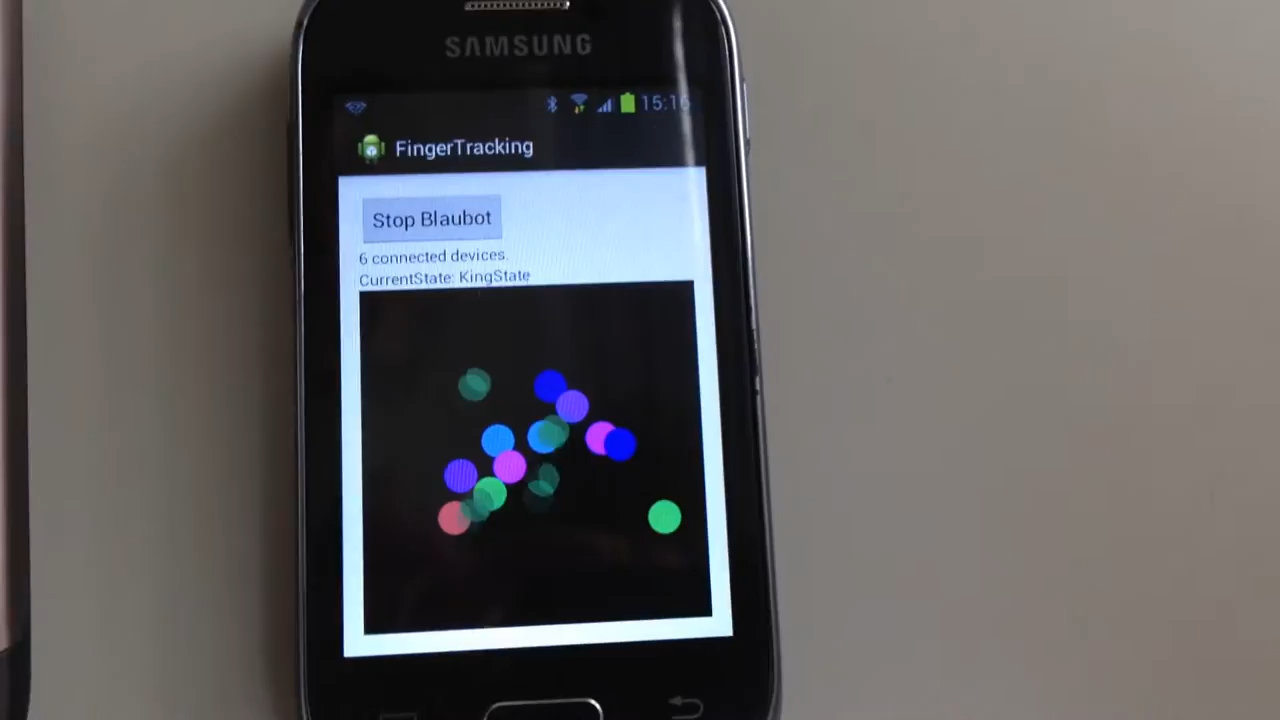 SAMSUNG
15:16
FingerTracking
Stop Blaubot
6 connected devices.
CurrentState: KingState